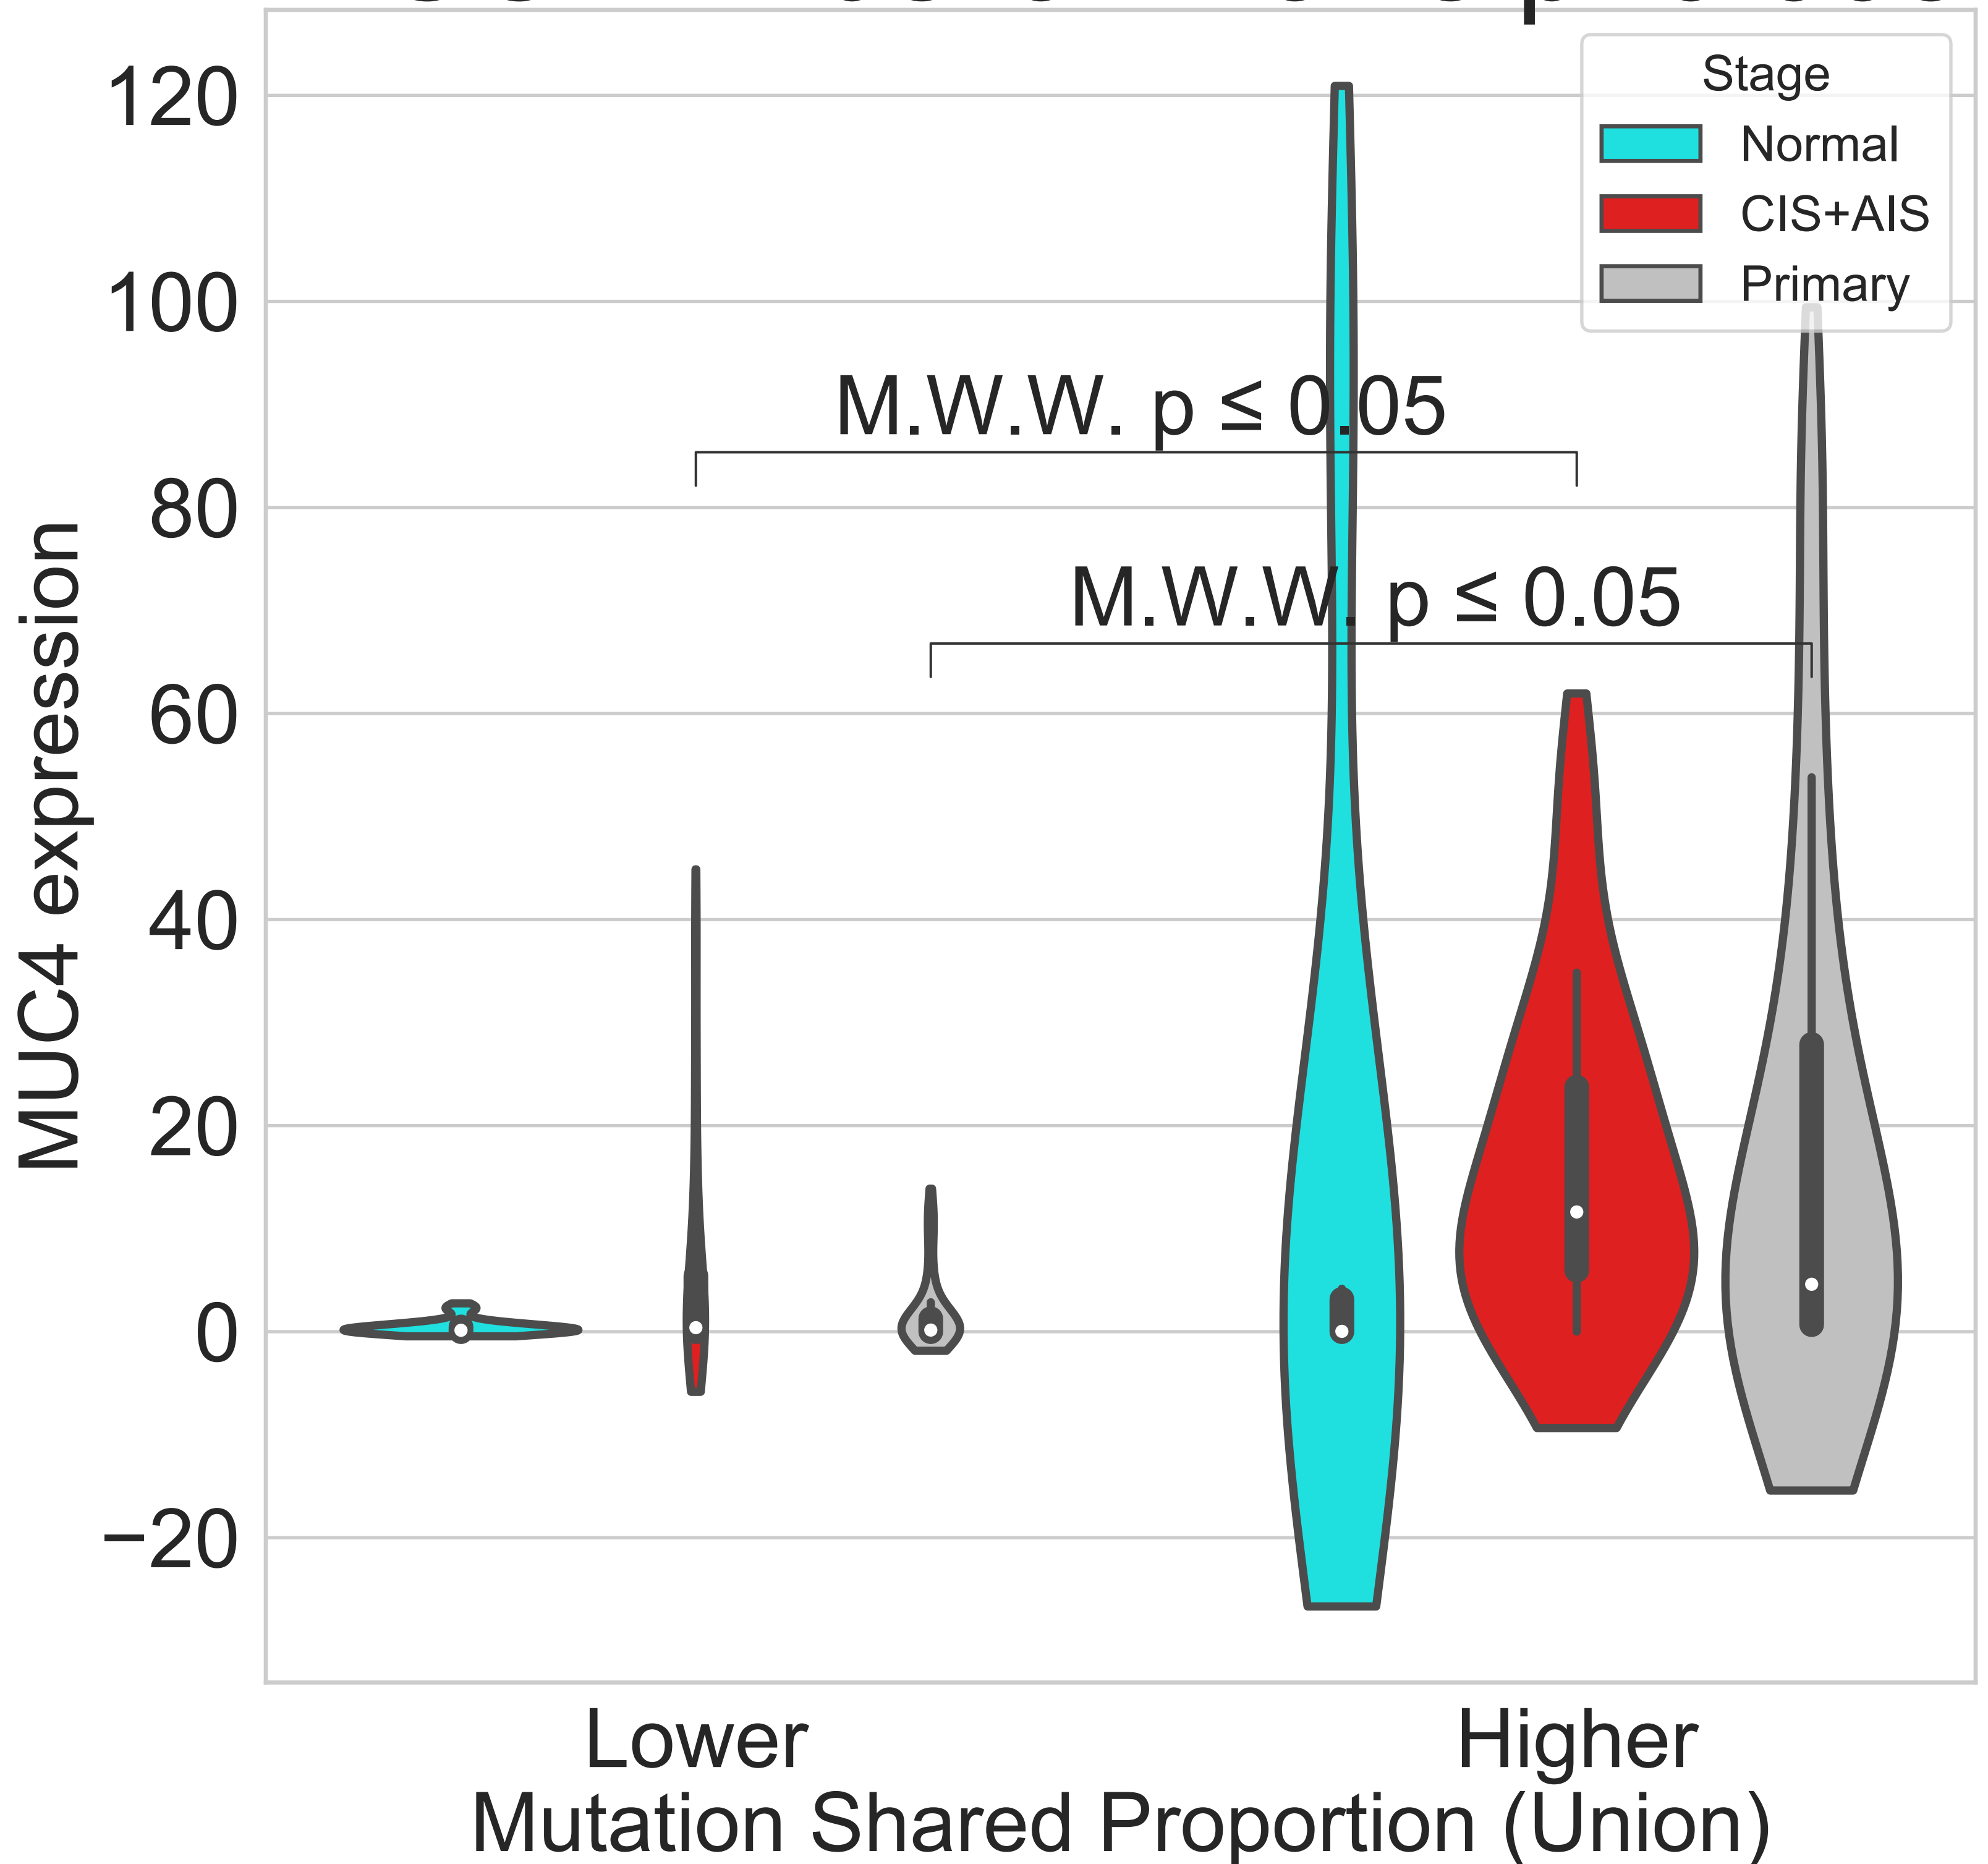 Stage
Normal
CIS+AIS
Primary
120
100
80
60
40
20
0
−20
MUC4 expression
M.W.W. p ≤ 0.05
M.W.W. p ≤ 0.05
Lower
Higher
Mutation Shared Proportion (Union)